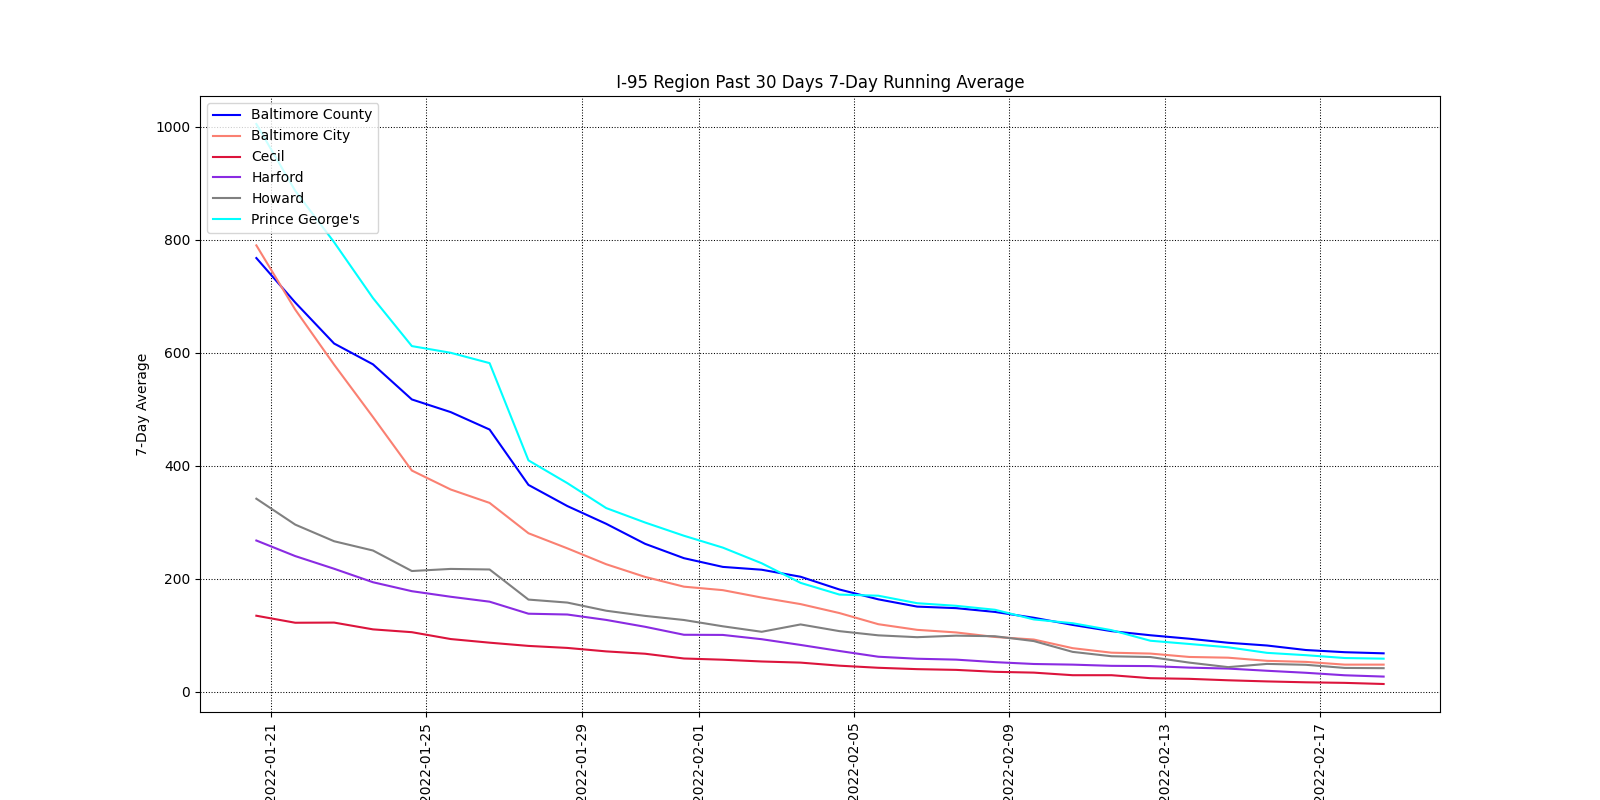 I-95 Region Past 30 Days 7-Day Running Average
Baltimore County
Baltimore City
Cecil
Harford
Howard
Prince George's
7-Day Average
1000
800
600
400
200
0
2022-01-21
2022-01-25
2022-01-29
2022-02-01
2022-02-05
2022-02-09
2022-02-13
2022-02-17